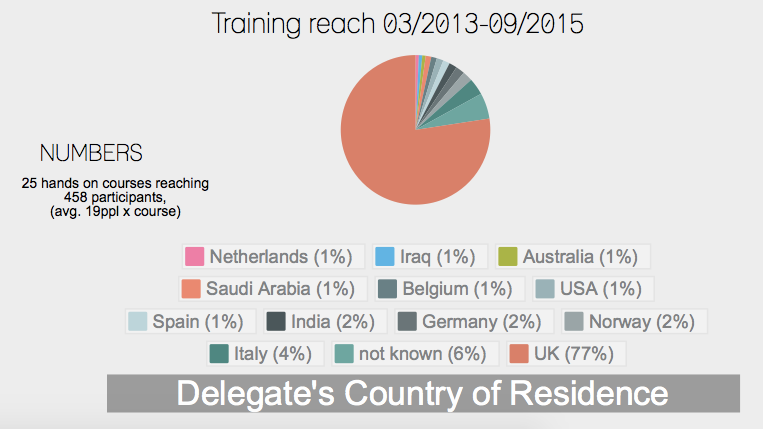 Training reach 03/2013-09/2015
NUMBERS
25 hands on courses reaching
458 participants,
(avg. 19ppl x course)
Netherlands (1%) Iraq (1%) Australia (1%)
Saudi Arabia (1%) Belgium (1%) USA (1%)
Spain (1%) India (2%) Germany (2%) Norway (2%)
Italy (4%) not known (6%) UK (77%)
Delegate's Country of Residence